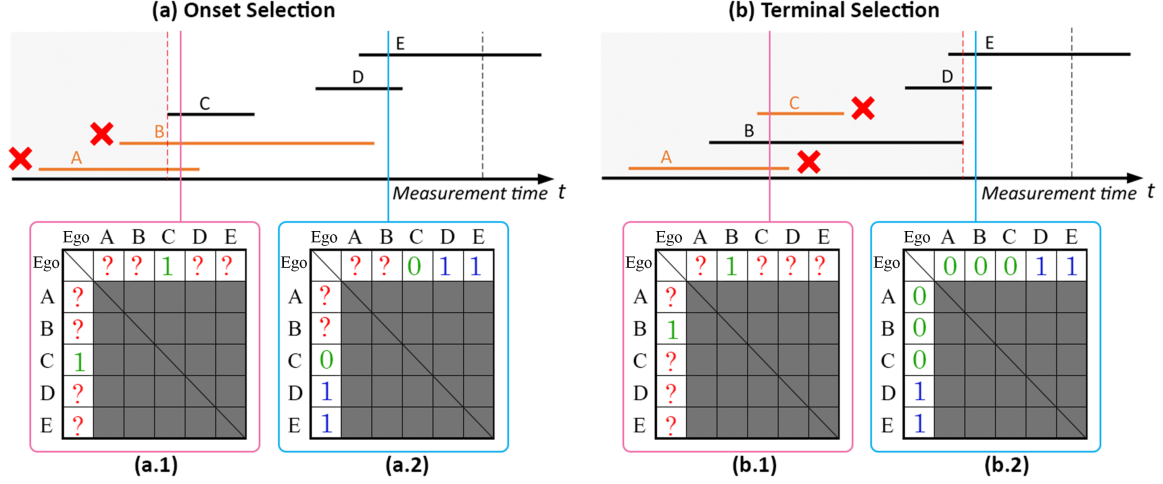 (a) Onset Selection
E
D
C
B
A
Measurement time t
Ego A B C D E
Ego ? ? 1 ? ?
A ?
B ?
C 1
D ?
E ?
(a.1)
Ego A B C D E
Ego ? ? 0 1 1
A ?
B ?
C 0
D 1
E 1
(a.2)
(b) Terminal Selection
E
D
C
B
A
Measurement time t
Ego A B C D E
Ego ? 1 ? ? ?
A ?
B 1
C ?
D ?
E ?
(b.1)
Ego A B C D E
Ego 0 0 0 1 1
A 0
B 0
C 0
D 1
E 1
(b.2)